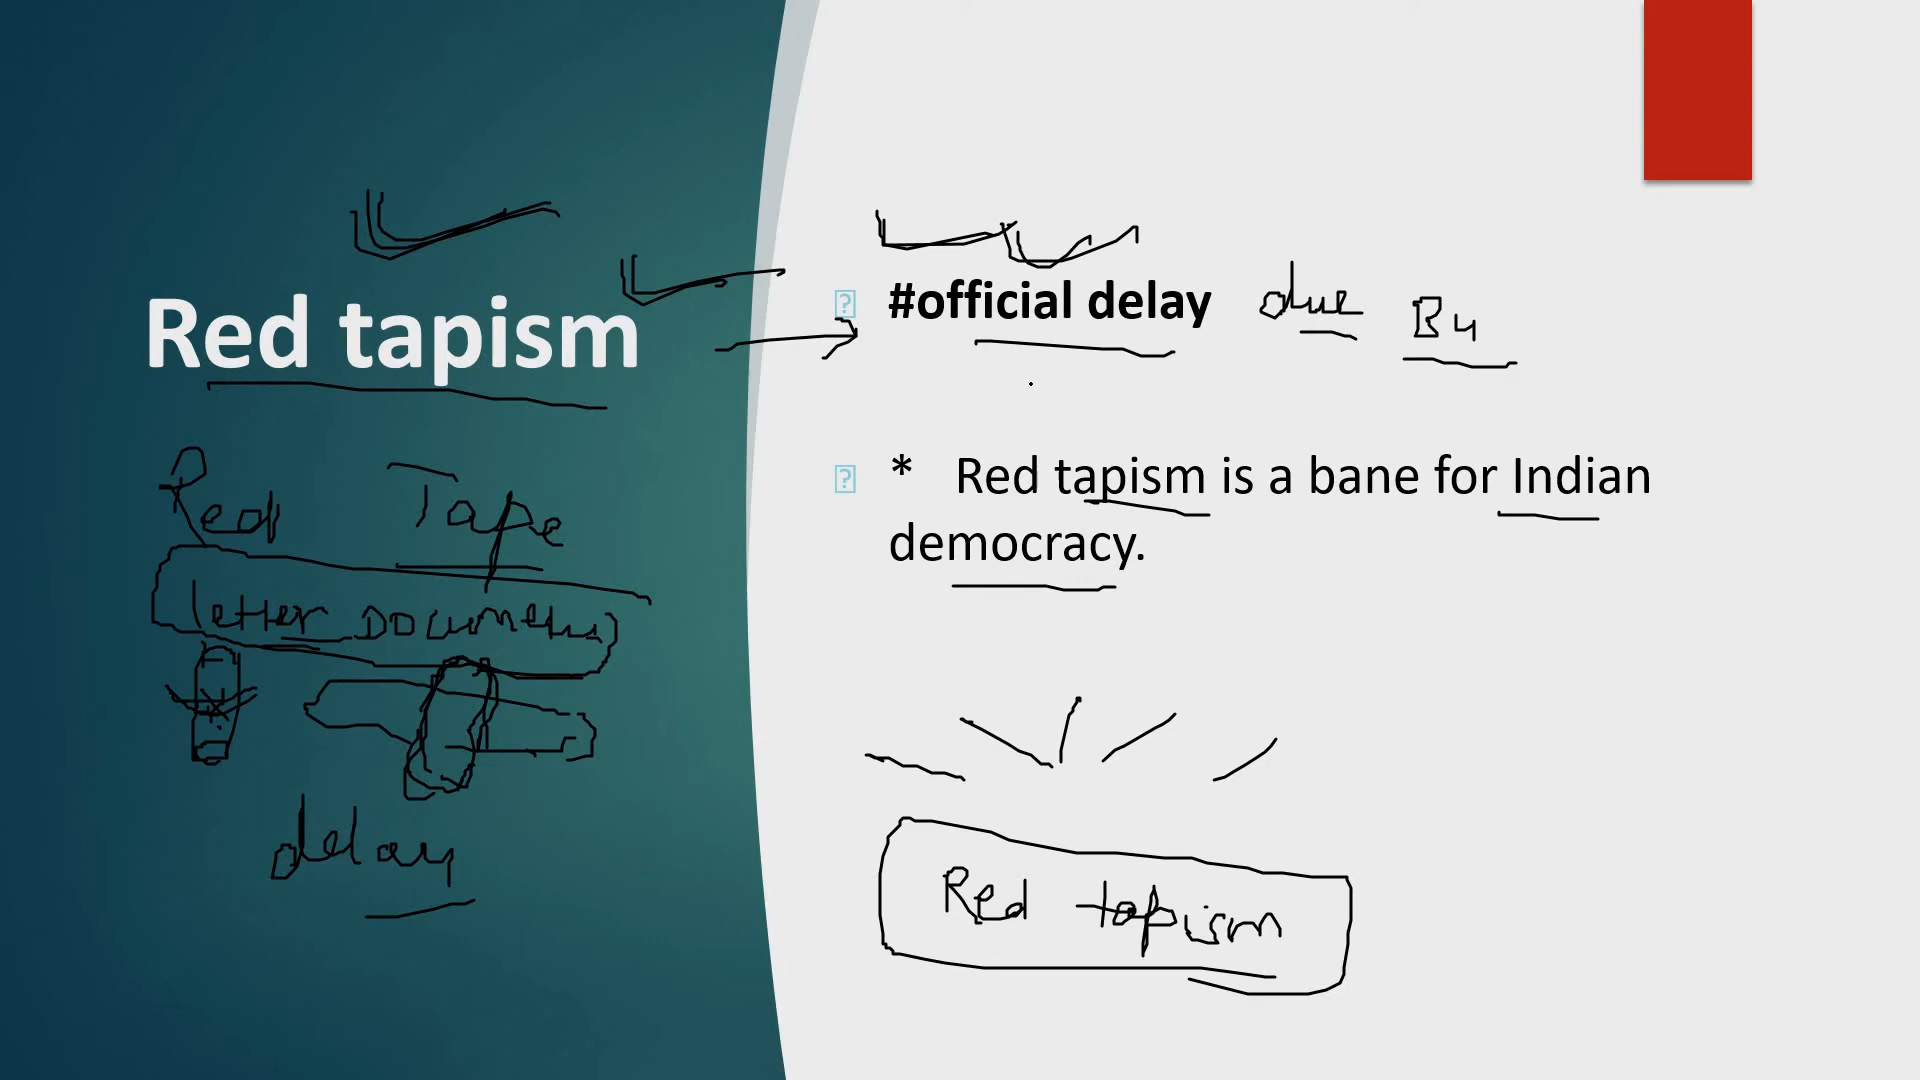 Red tapism
Red Tape
letter Documents
delay
#official delay due By
* Red tapism is a bane for Indian
democracy.
Red tapism